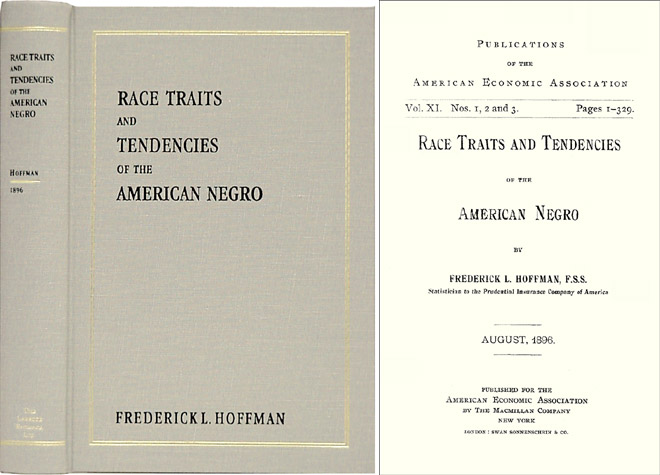 RACE TRAITS
AND
TENDENCIES
OF THE
AMERICAN
NEGRO
HOFFMAN
1896
RACE TRAITS
AND
TENDENCIES
OF THE
AMERICAN NEGRO
FREDERICK L. HOFFMAN
PUBLICATIONS
OF THE
AMERICAN ECONOMIC ASSOCIATION
Vol. XI. Nos. 1, 2 and 3. Pages 1-329.
RACE TRAITS AND TENDENCIES
OF THE
AMERICAN NEGRO
BY
FREDERICK L. HOFFMAN, F.S.S.
Statistician to the Prudential Insurance Company of America
AUGUST, 1896.
PUBLISHED FOR THE
AMERICAN ECONOMIC ASSOCIATION
BY THE MACMILLAN COMPANY
NEW YORK
LONDON: SWAN SONNENSCHEIN & CO.